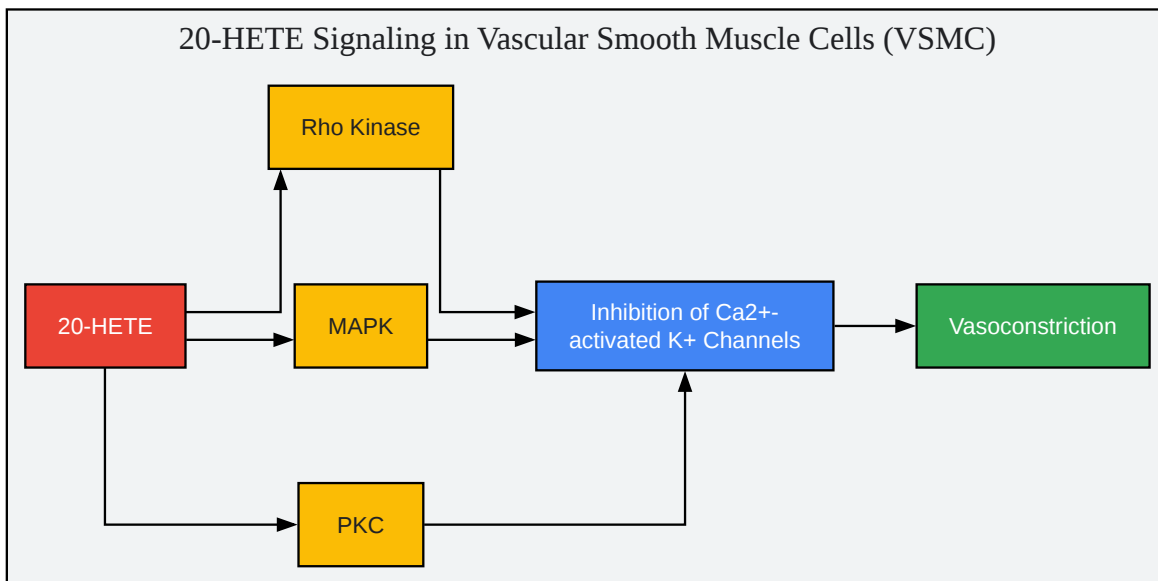 20-HETE Signaling in Vascular Smooth Muscle Cells (VSMC)
Rho Kinase
20-HETE
MAPK
Inhibition of Ca2+-
activated K+ Channels
Vasoconstriction
PKC